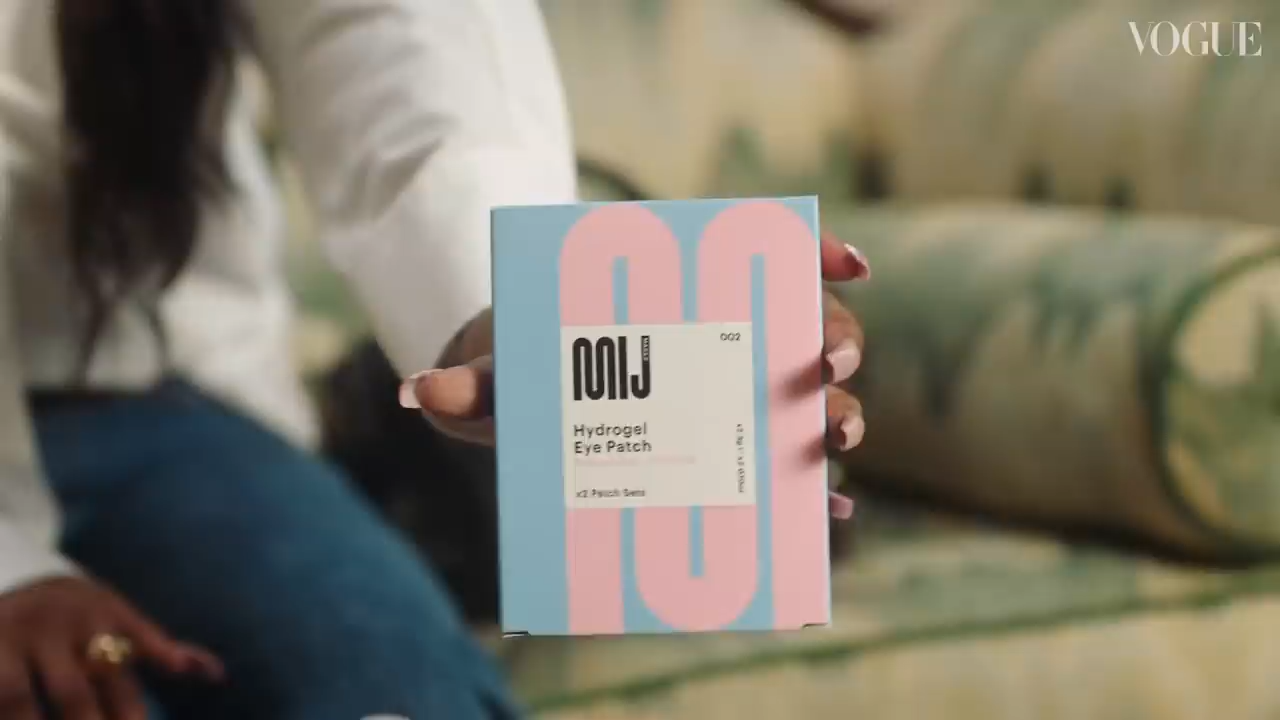 VOGUE
MIJ
002
Hydrogel
Eye Patch
x2 Patch Sets